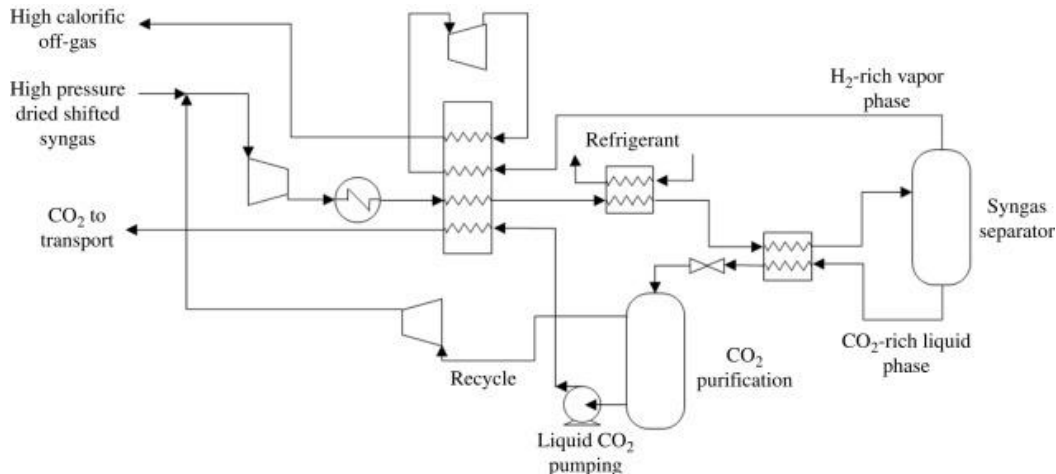 High calorific
off-gas
High pressure
dried shifted
syngas
CO₂ to
transport
Refrigerant
H₂-rich vapor
phase
Syngas
separator
CO₂-rich liquid
phase
CO₂
purification
Recycle
Liquid CO₂
pumping